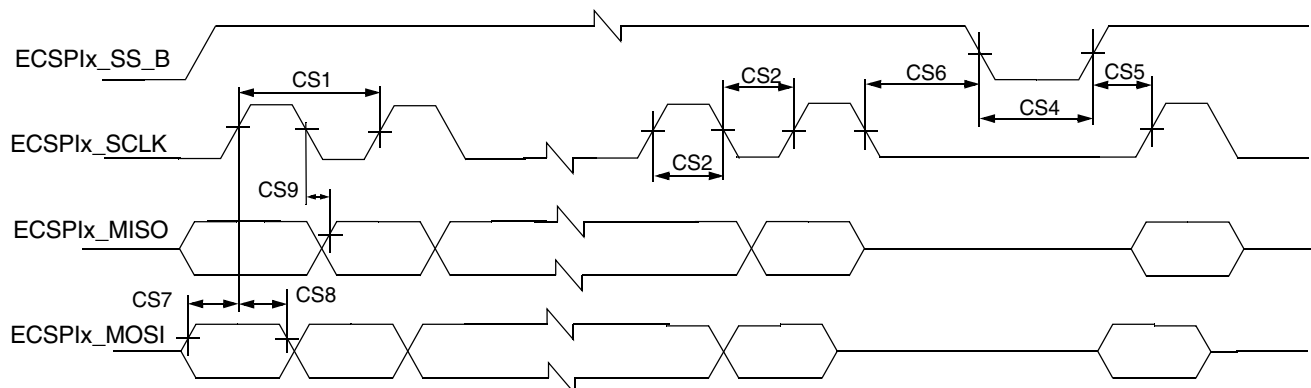 ECSPIx_SS_B
CS1
CS2
CS6
CS5
CS4
ECSPIx_SCLK
CS2
CS9
ECSPIx_MISO
CS7
CS8
ECSPIx_MOSI